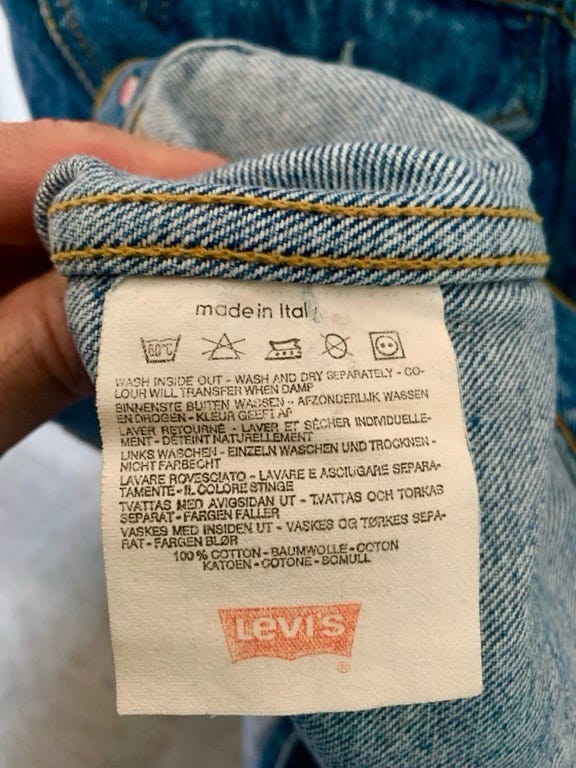 made in Italy
60°C
WASH INSIDE OUT - WASH AND DRY SEPARATELY - CO-
LOUR WILL TRANSFER WHEN DAMP
BINNENSTE BUITEN WASSEN - AFZONDERLIJK WASSEN
EN DROGEN - KLEUR GEEFT AF
LAVER RETOURNÉ - LAVER ET SÉCHER INDIVIDUELLE-
MENT - DÉTEINT NATURELLEMENT
LINKS WASCHEN - EINZELN WASCHEN UND TROCKNEN -
NICHT FARBECHT
LAVARE ROVESCIATO - LAVARE E ASCIUGARE SEPARA-
TAMENTE - IL COLORE STINGE
TVÄTTAS MED AVIGSIDAN UT - TVÄTTAS OCH TORKAS
SEPARAT - FÄRGEN FÄLLER
VASKES MED INSIDEN UT - VASKES OG TØRKES SEPA-
RAT - FARGEN BLØR
100 % COTTON - BAUMWOLLE - COTON
KATOEN - COTONE - BOMULL
LEVI'S ®